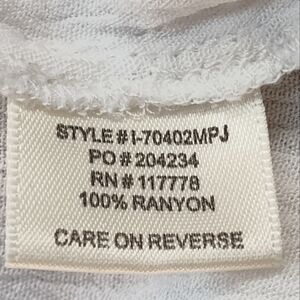 STYLE # I-70402MPJ
PO # 204234
RN # 117778
100% RANYON
CARE ON REVERSE